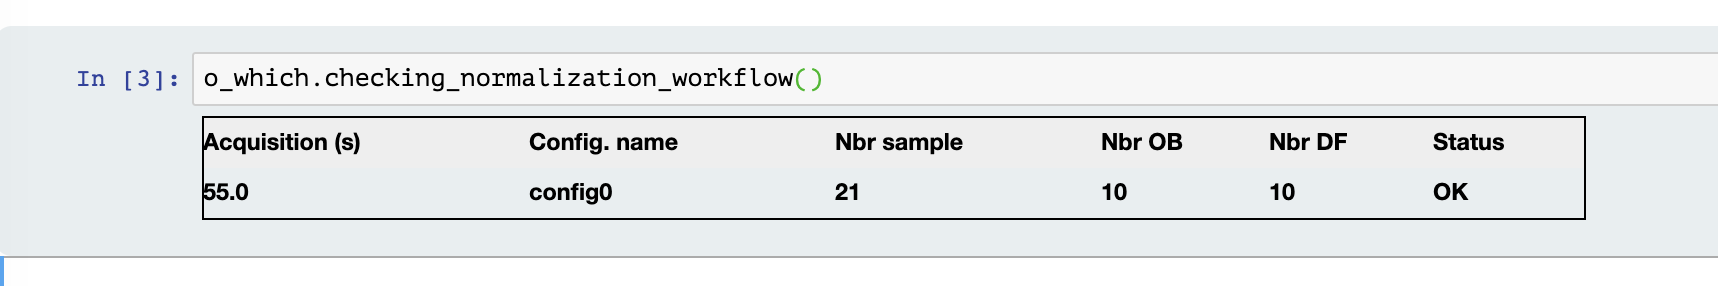 In [3]: o_which.checking_normalization_workflow()
Acquisition (s) Config. name Nbr sample Nbr OB Nbr DF Status
55.0 config0 21 10 10 OK